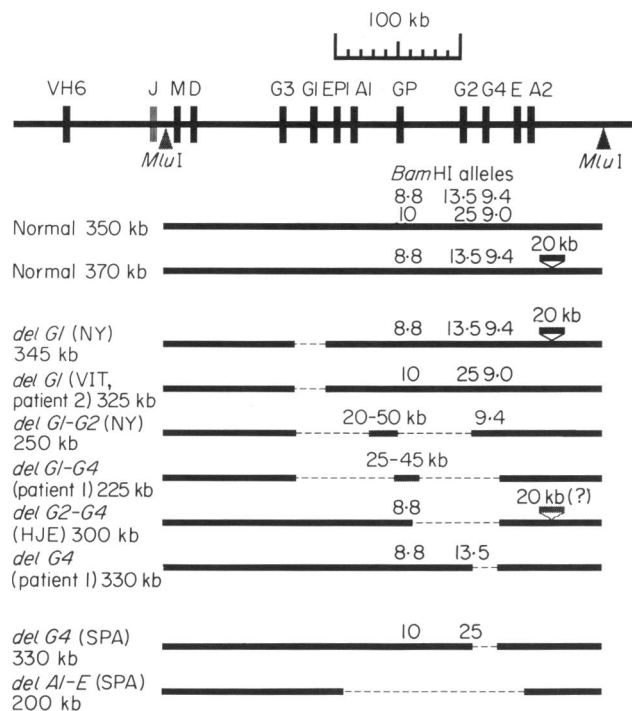 100 kb
VH6 J M D G3 G1 EP1 A1 GP G2 G4 E A2
MluI MluI
BamHI alleles
8·8 13·5 9·4
10 25 9·0
Normal 350 kb
20 kb
8·8 13·5 9·4
Normal 370 kb
20 kb
del G1 (NY) 8·8 13·5 9·4
345 kb
del G1 (VIT, 10 25 9·0
patient 2) 325 kb
del G1-G2 (NY) 20-50 kb 9·4
250 kb
del G1-G4 25-45 kb
(patient 1) 225 kb
del G2-G4 8·8 20 kb (?)
(HJE) 300 kb
del G4 8·8 13·5
(patient 1) 330 kb
del G4 (SPA) 10 25
330 kb
del A1-E (SPA)
200 kb